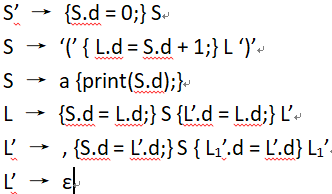 S’ → {S.d = 0;} S
S → ‘(’ { L.d = S.d + 1;} L ‘)’
S → a {print(S.d);}
L → {S.d = L.d;} S {L’.d = L.d;} L’
L’ → , {S.d = L’.d;} S { L₁’.d = L’.d} L₁’
L’ → ε